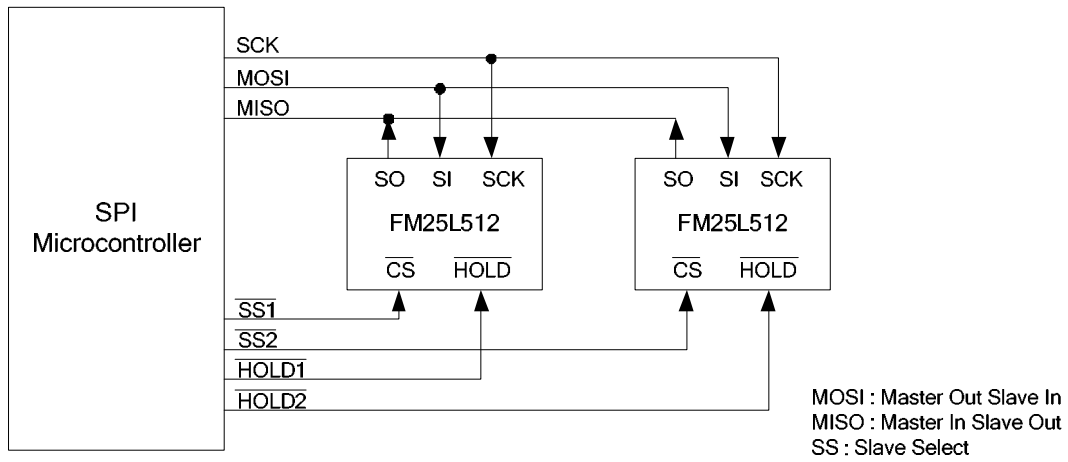 SCK
MOSI
MISO
SO SI SCK
FM25L512
CS HOLD
SO SI SCK
FM25L512
CS HOLD
SPI
Microcontroller
SS1
SS2
HOLD1
HOLD2
MOSI : Master Out Slave In
MISO : Master In Slave Out
SS : Slave Select